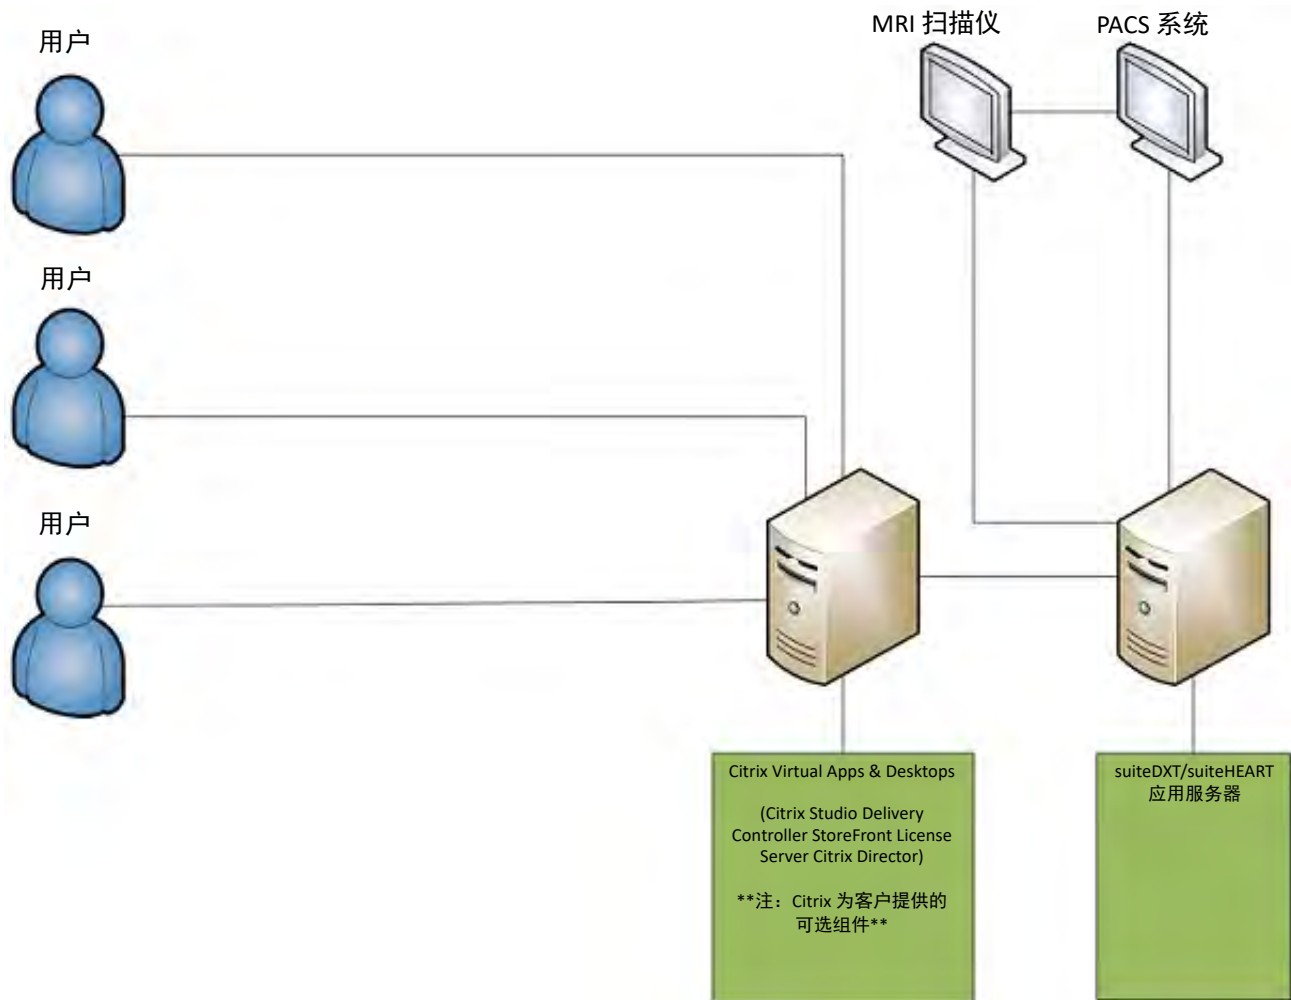 用户
MRI 扫描仪
PACS 系统
用户
用户
Citrix Virtual Apps & Desktops
(Citrix Studio Delivery
Controller StoreFront License
Server Citrix Director)
**注：Citrix 为客户提供的
可选组件**
suiteDXT/suiteHEART
应用服务器